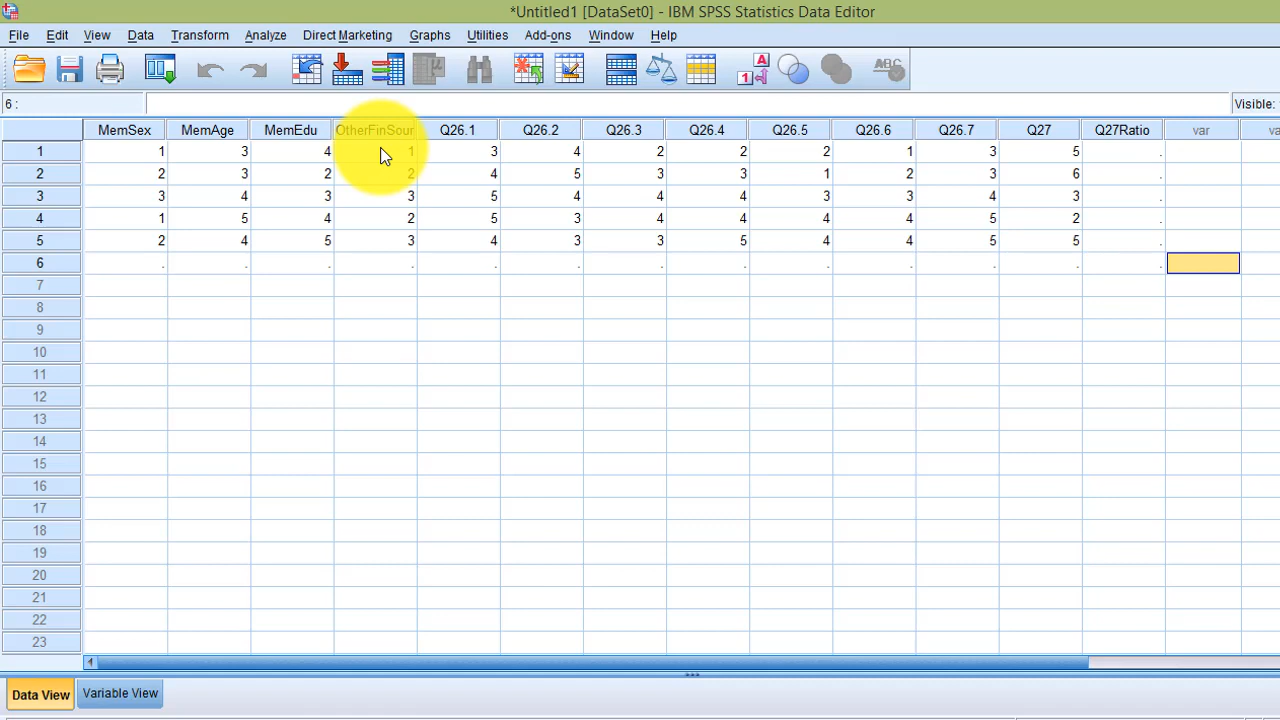 *Untitled1 [DataSet0] - IBM SPSS Statistics Data Editor
File Edit View Data Transform Analyze Direct Marketing Graphs Utilities Add-ons Window Help
6 : Visible:
MemSex MemAge MemEdu OtherFinSour Q26.1 Q26.2 Q26.3 Q26.4 Q26.5 Q26.6 Q26.7 Q27 Q27Ratio var va
1 1 3 4 1 3 4 2 2 2 1 3 5 .
2 2 3 2 2 4 5 3 3 1 2 3 6 .
3 3 4 3 3 5 4 4 4 3 3 4 3 .
4 1 5 4 2 5 3 4 4 4 4 5 2 .
5 2 4 5 3 4 3 3 5 4 4 5 5 .
6 . . . . . . . . . . . . .
7
8
9
10
11
12
13
14
15
16
17
18
19
20
21
22
23
Data View Variable View